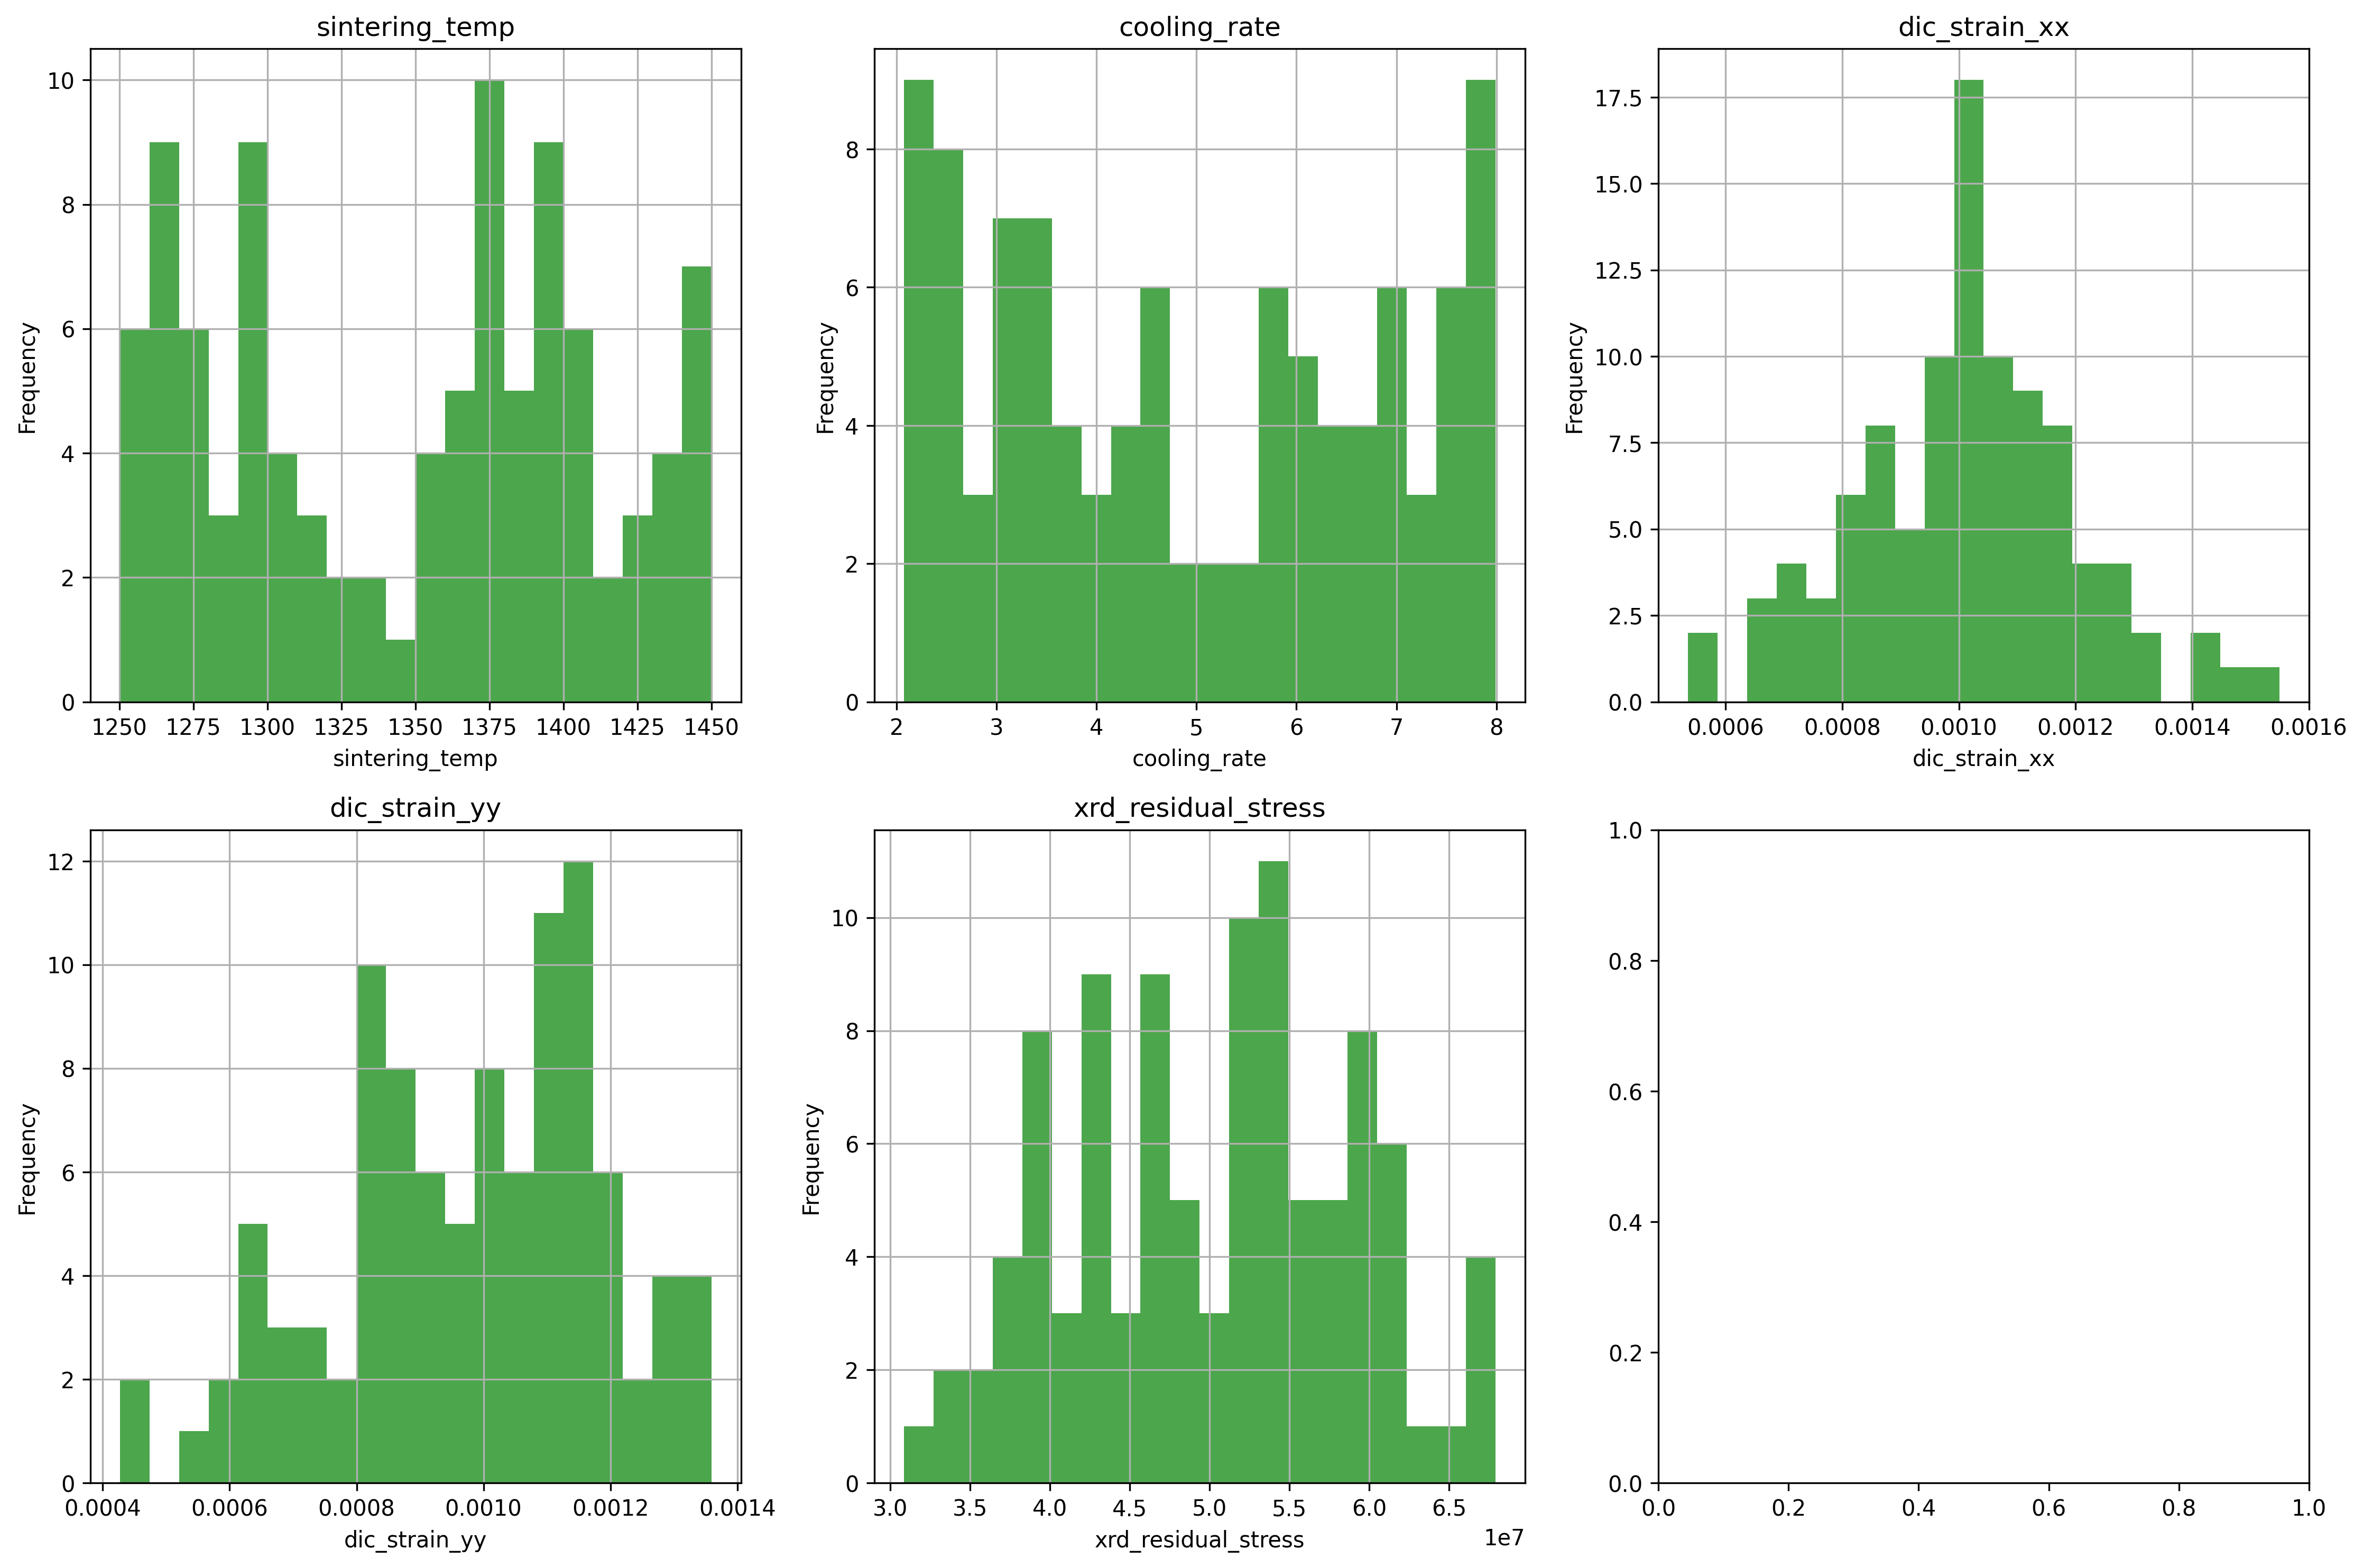 sintering_temp
Frequency
10
8
6
4
2
0
1250 1275 1300 1325 1350 1375 1400 1425 1450
sintering_temp
cooling_rate
Frequency
8
6
4
2
0
2 3 4 5 6 7 8
cooling_rate
dic_strain_xx
Frequency
17.5
15.0
12.5
10.0
7.5
5.0
2.5
0.0
0.0006 0.0008 0.0010 0.0012 0.0014 0.0016
dic_strain_xx
dic_strain_yy
Frequency
12
10
8
6
4
2
0
0.0004 0.0006 0.0008 0.0010 0.0012 0.0014
dic_strain_yy
xrd_residual_stress
Frequency
10
8
6
4
2
0
3.0 3.5 4.0 4.5 5.0 5.5 6.0 6.5
1e7
xrd_residual_stress
1.0
0.8
0.6
0.4
0.2
0.0
0.0 0.2 0.4 0.6 0.8 1.0